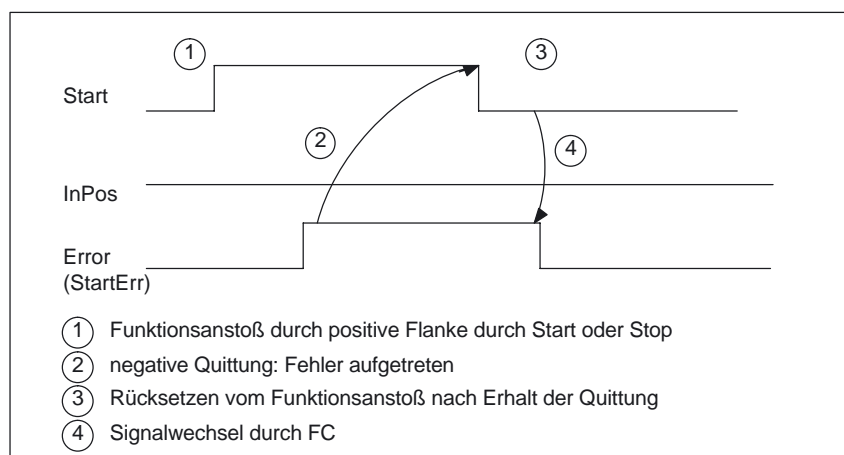 1
3
Start
2
4
InPos
Error
(StartErr)
1 Funktionsanstoß durch positive Flanke durch Start oder Stop
2 negative Quittung: Fehler aufgetreten
3 Rücksetzen vom Funktionsanstoß nach Erhalt der Quittung
4 Signalwechsel durch FC